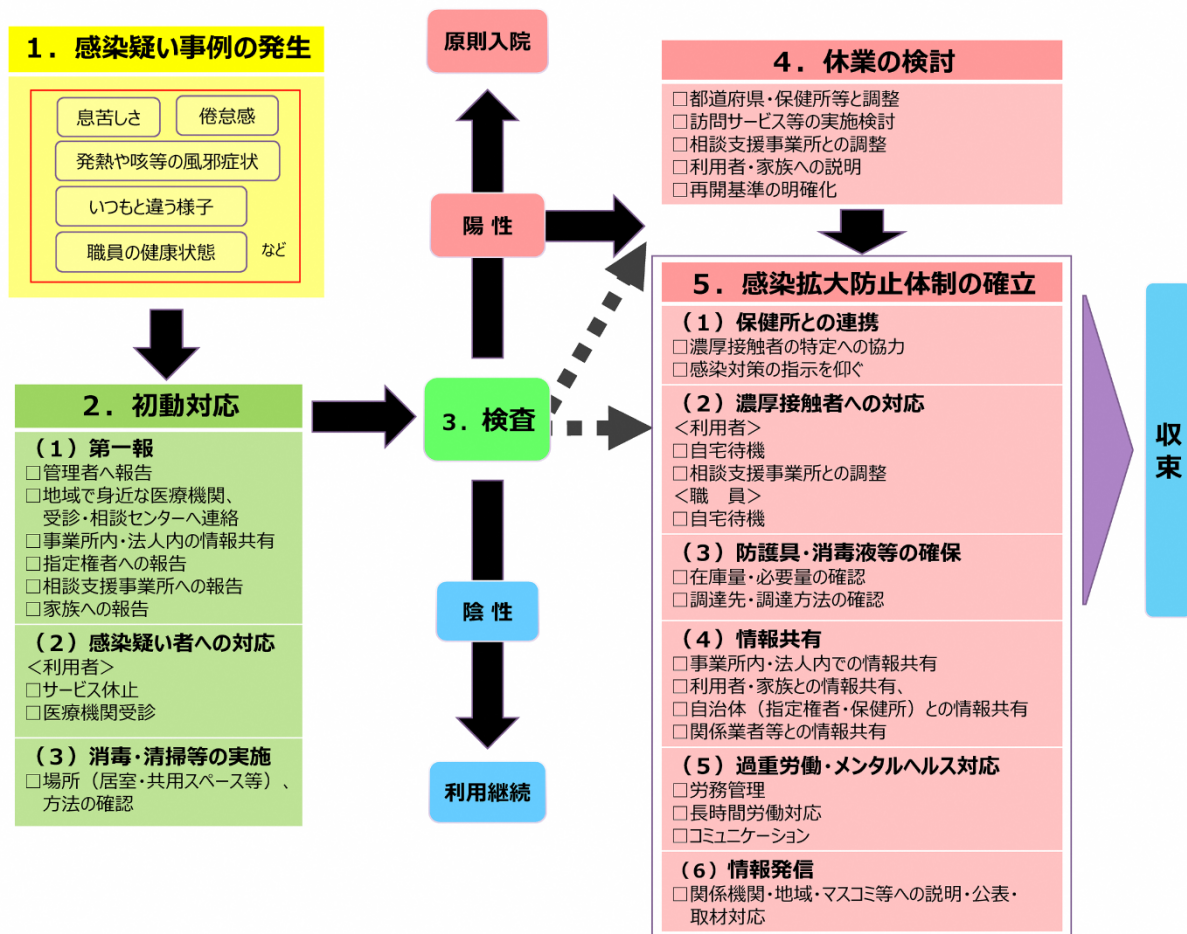 1．感染疑い事例の発生
息苦しさ
倦怠感
発熱や咳等の風邪症状
いつもと違う様子
職員の健康状態
など
2．初動対応
（1）第一報
□管理者へ報告
□地域で身近な医療機関、
受診・相談センターへ連絡
□事業所内・法人内の情報共有
□指定権者への報告
□相談支援事業所への報告
□家族への報告
（2）感染疑い者への対応
＜利用者＞
□サービス休止
□医療機関受診
（3）消毒・清掃等の実施
□場所（居室・共用スペース等）、
方法の確認
原則入院
陽 性
3．検査
陰 性
利用継続
4．休業の検討
□都道府県・保健所等と調整
□訪問サービス等の実施検討
□相談支援事業所との調整
□利用者・家族への説明
□再開基準の明確化
5．感染拡大防止体制の確立
（1）保健所との連携
□濃厚接触者の特定への協力
□感染対策の指示を仰ぐ
（2）濃厚接触者への対応
＜利用者＞
□自宅待機
□相談支援事業所との調整
＜職　員＞
□自宅待機
（3）防護具・消毒液等の確保
□在庫量・必要量の確認
□調達先・調達方法の確認
（4）情報共有
□事業所内・法人内での情報共有
□利用者・家族との情報共有、
□自治体（指定権者・保健所）との情報共有
□関係業者等との情報共有
（5）過重労働・メンタルヘルス対応
□労務管理
□長時間労働対応
□コミュニケーション
（6）情報発信
□関係機関・地域・マスコミ等への説明・公表・
取材対応
収束